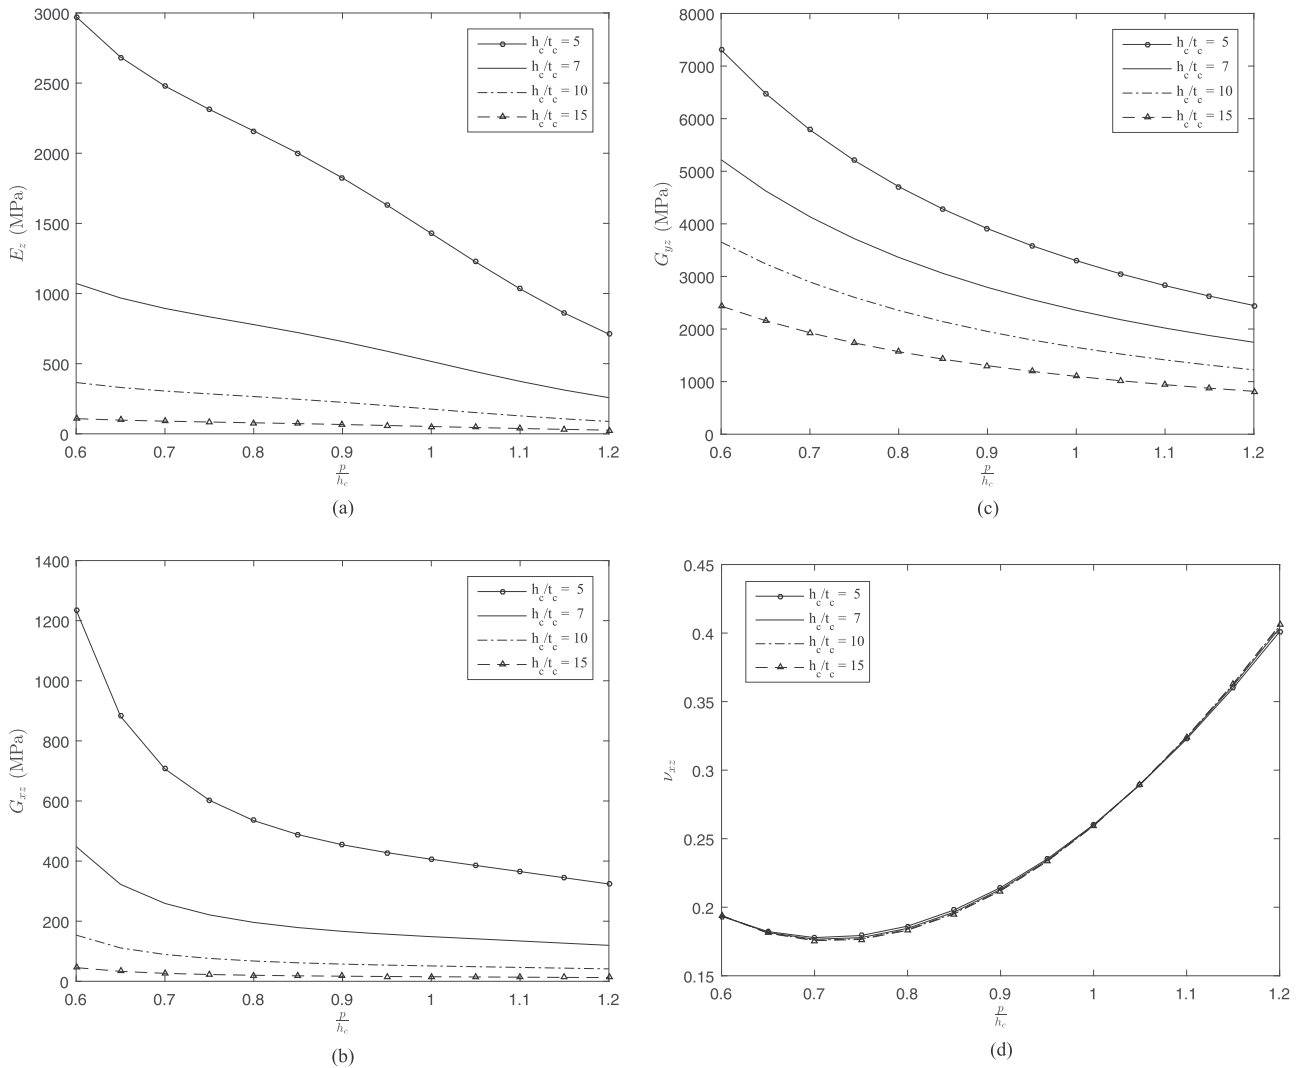 3000
2500
2000
1500
1000
500
0
E_z (MPa)
h_c/t_c = 5
h_c/t_c = 7
h_c/t_c = 10
h_c/t_c = 15
0.6 0.7 0.8 0.9 1 1.1 1.2
p/h_c
(a)
8000
7000
6000
5000
4000
3000
2000
1000
0
G_yz (MPa)
h_c/t_c = 5
h_c/t_c = 7
h_c/t_c = 10
h_c/t_c = 15
0.6 0.7 0.8 0.9 1 1.1 1.2
p/h_c
(c)
1400
1200
1000
800
600
400
200
0
G_xz (MPa)
h_c/t_c = 5
h_c/t_c = 7
h_c/t_c = 10
h_c/t_c = 15
0.6 0.7 0.8 0.9 1 1.1 1.2
p/h_c
(b)
0.45
0.4
0.35
0.3
0.25
0.2
0.15
ν_xz
h_c/t_c = 5
h_c/t_c = 7
h_c/t_c = 10
h_c/t_c = 15
0.6 0.7 0.8 0.9 1 1.1 1.2
p/h_c
(d)